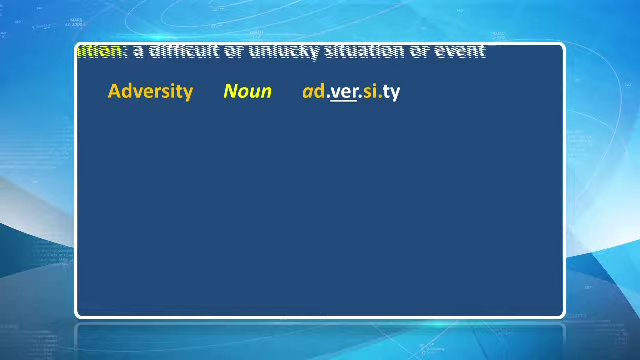 ition: a difficult or unlucky situation or event
Adversity Noun ad.ver.si.ty